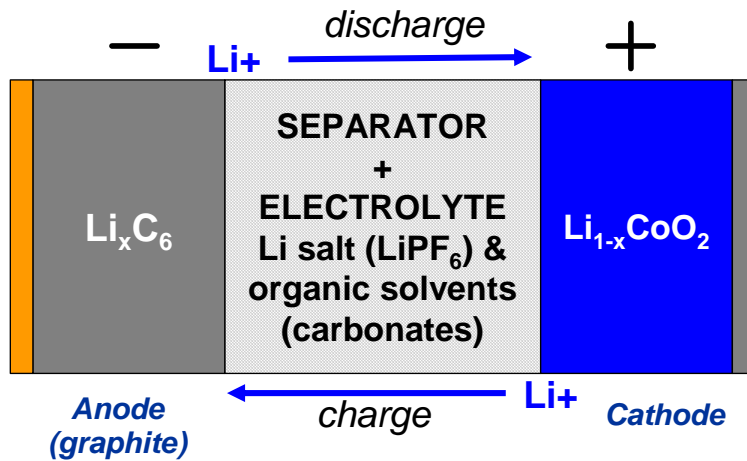 −
Li+
discharge
+
SEPARATOR
+
ELECTROLYTE
Li salt (LiPF₆) &
organic solvents
(carbonates)
LiₓC₆
Li₁₋ₓCoO₂
charge
Li+
Anode
(graphite)
Cathode